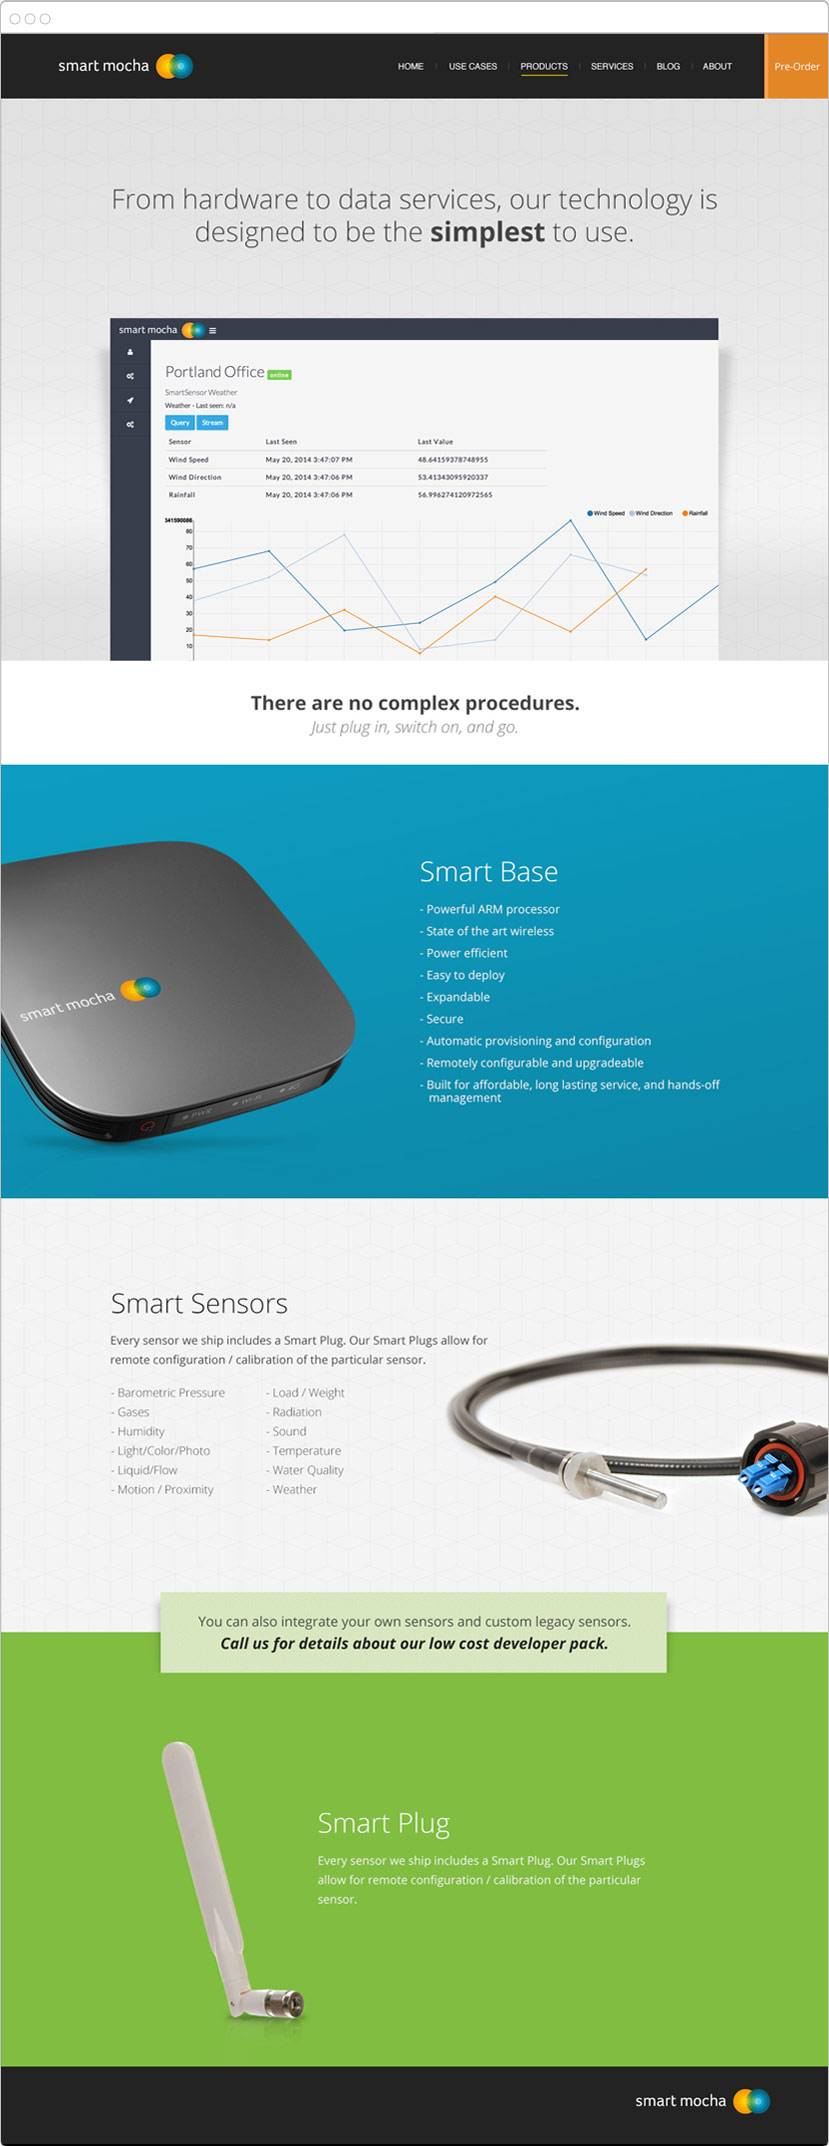 smart mocha
HOME USE CASES PRODUCTS SERVICES BLOG ABOUT Pre-Order
From hardware to data services, our technology is
designed to be the simplest to use.
smart mocha
Portland Office online
SmartSensor Weather
Weather - Last seen: n/a
Query Stream
Sensor Last Seen Last Value
Wind Speed May 20, 2014 3:47:07 PM 48.64159378748955
Wind Direction May 20, 2014 3:47:06 PM 53.41343095920337
Rainfall May 20, 2014 3:47:06 PM 56.996274120972565
Wind Speed Wind Direction Rainfall
341590086
80
70
60
50
40
30
20
10
There are no complex procedures.
Just plug in, switch on, and go.
smart mocha
PWR Wi-Fi 4G
Smart Base
- Powerful ARM processor
- State of the art wireless
- Power efficient
- Easy to deploy
- Expandable
- Secure
- Automatic provisioning and configuration
- Remotely configurable and upgradeable
- Built for affordable, long lasting service, and hands-off
management
Smart Sensors
Every sensor we ship includes a Smart Plug. Our Smart Plugs allow for
remote configuration / calibration of the particular sensor.
- Barometric Pressure
- Gases
- Humidity
- Light/Color/Photo
- Liquid/Flow
- Motion / Proximity
- Load / Weight
- Radiation
- Sound
- Temperature
- Water Quality
- Weather
You can also integrate your own sensors and custom legacy sensors.
Call us for details about our low cost developer pack.
Smart Plug
Every sensor we ship includes a Smart Plug. Our Smart Plugs
allow for remote configuration / calibration of the particular
sensor.
smart mocha